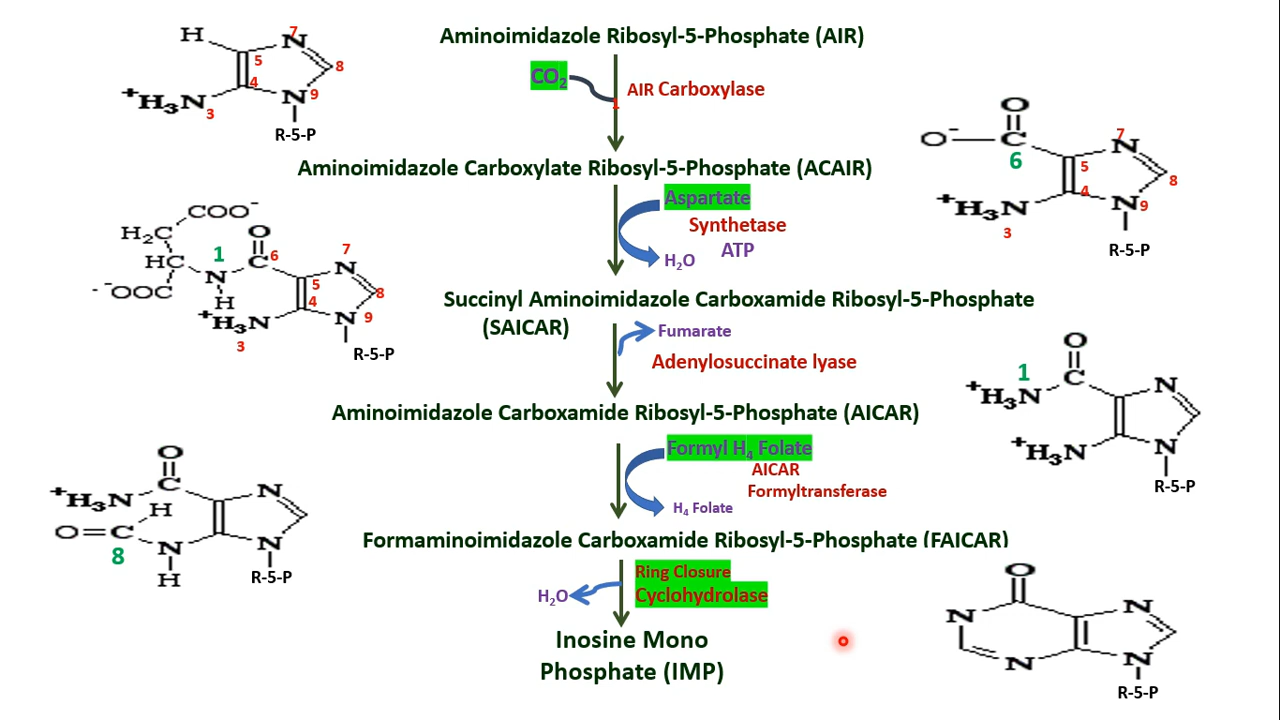 Aminoimidazole Ribosyl-5-Phosphate (AIR)
CO₂
AIR Carboxylase
1
H
N
7
5
8
4
⁺H₃N
3
N
9
R-5-P
Aminoimidazole Carboxylate Ribosyl-5-Phosphate (ACAIR)
O
O⁻
C
6
7
N
5
8
4
⁺H₃N
3
N
9
R-5-P
Aspartate
Synthetase
ATP
H₂O
COO⁻
H₂C
HC
⁻OOC
1
N
H
O
C
6
7
N
5
8
4
⁺H₃N
3
N
9
R-5-P
Succinyl Aminoimidazole Carboxamide Ribosyl-5-Phosphate
(SAICAR)
Fumarate
Adenylosuccinate lyase
Aminoimidazole Carboxamide Ribosyl-5-Phosphate (AICAR)
O
1
C
⁺H₃N
N
⁺H₃N
N
R-5-P
Formyl H₄ Folate
AICAR
Formyltransferase
H₄ Folate
O
C
⁺H₃N
H
N
O=C
8
N
H
N
R-5-P
Formaminoimidazole Carboxamide Ribosyl-5-Phosphate (FAICAR)
Ring Closure
Cyclohydrolase
H₂O
Inosine Mono
Phosphate (IMP)
O
N
N
N
N
R-5-P